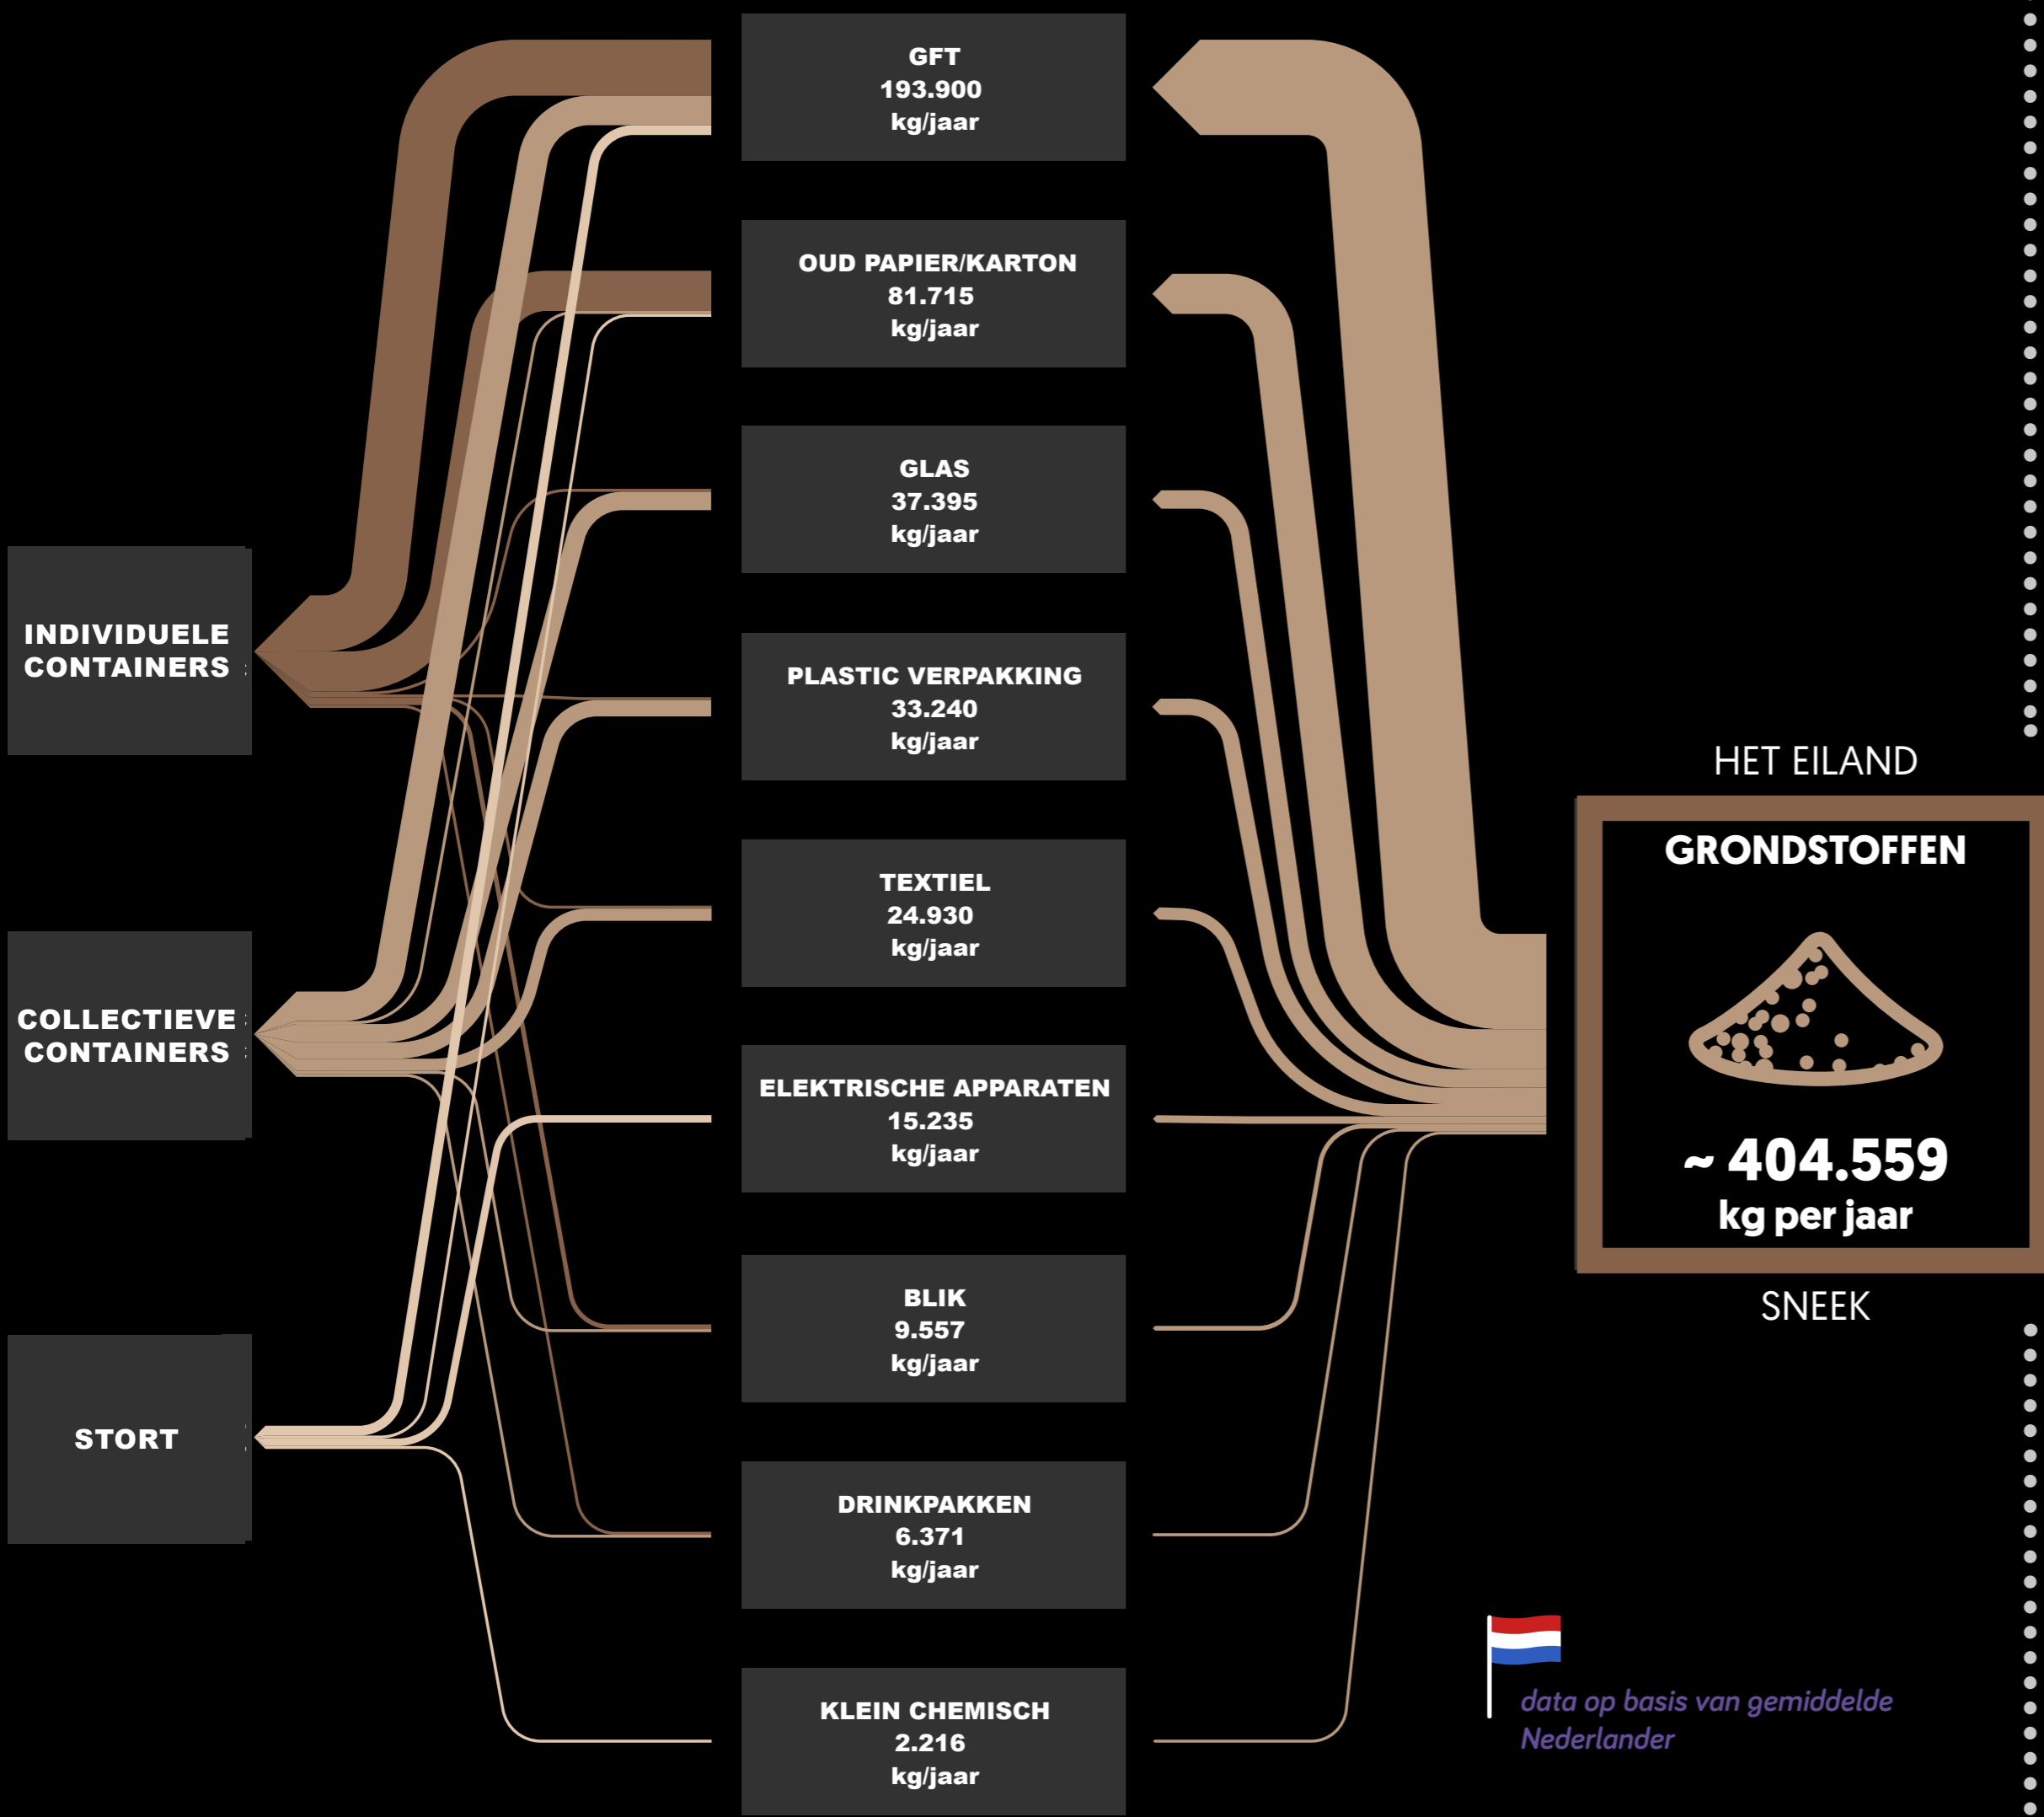 GFT
193.900
kg/jaar
OUD PAPIER/KARTON
81.715
kg/jaar
GLAS
37.395
kg/jaar
PLASTIC VERPAKKING
33.240
kg/jaar
TEXTIEL
24.930
kg/jaar
ELEKTRISCHE APPARATEN
15.235
kg/jaar
BLIK
9.557
kg/jaar
DRINKPAKKEN
6.371
kg/jaar
KLEIN CHEMISCH
2.216
kg/jaar
INDIVIDUELE
CONTAINERS
COLLECTIEVE
CONTAINERS
STORT
HET EILAND
GRONDSTOFFEN
~ 404.559
kg per jaar
SNEEK
data op basis van gemiddelde
Nederlander